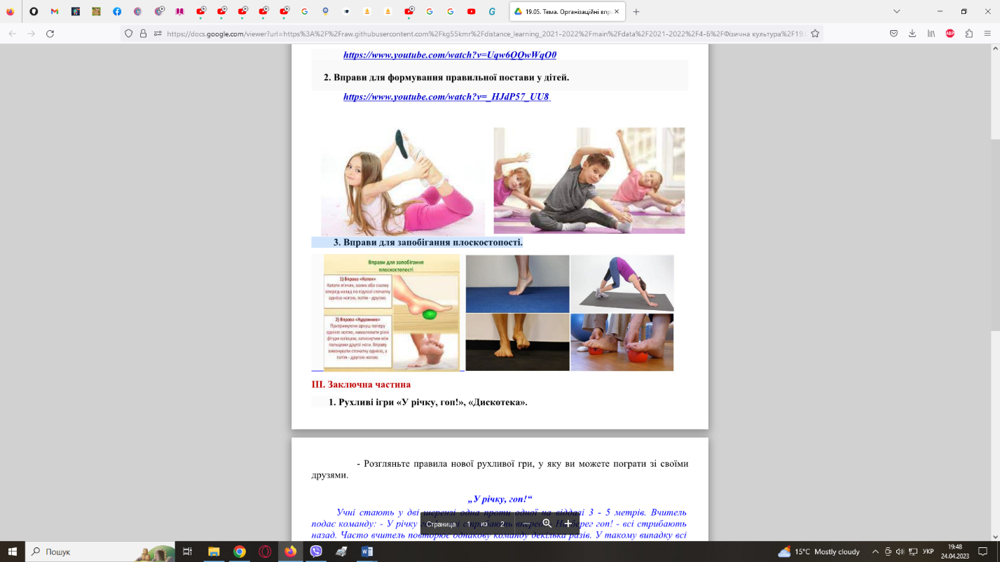 19.05. Тема. Організаційні впр
https://docs.google.com/viewer?url=https%3A%2F%2Fraw.githubusercontent.com%2Fkg55kmr%2Fdistance_learning_2021-2022%2Fmain%2Fdata%2F2021-2022%2F4-Б%2FФізична культура%2F19.
https://www.youtube.com/watch?v=Uqw6QQwWqO0
2. Вправи для формування правильної постави у дітей.
https://www.youtube.com/watch?v=_HJdP57_UU8
3. Вправи для запобігання плоскостопості.
Вправи для запобігання
плоскостопості
1) Вправа «Каток»
Катати м'ячик, валик або скалку
вперед-назад по підлозі спочатку
однією ногою, потім - другою.
2) Вправа «Художник»
Притримуючи аркуш паперу
однією ногою, намалювати різні
фігури олівцем, затиснутим між
пальцями другої ноги. Вправу
виконувати спочатку однією, а
потім - другою ногою.
ІІІ. Заключна частина
1. Рухливі ігри «У річку, гоп!», «Дискотека».
- Розгляньте правила нової рухливої гри, у яку ви можете пограти зі своїми
друзями.
„У річку, гоп!“
Учні стають у дві шеренги одна проти одної на віддалі 3 - 5 метрів. Вчитель
подає команду: - У річку гоп! - всі стрибають
назад. Часто вчитель повторює однакову команду декілька разів. У такому випадку всі
Страница 1 из 2
Пошук
15°C Mostly cloudy
УКР
19:48
24.04.2023